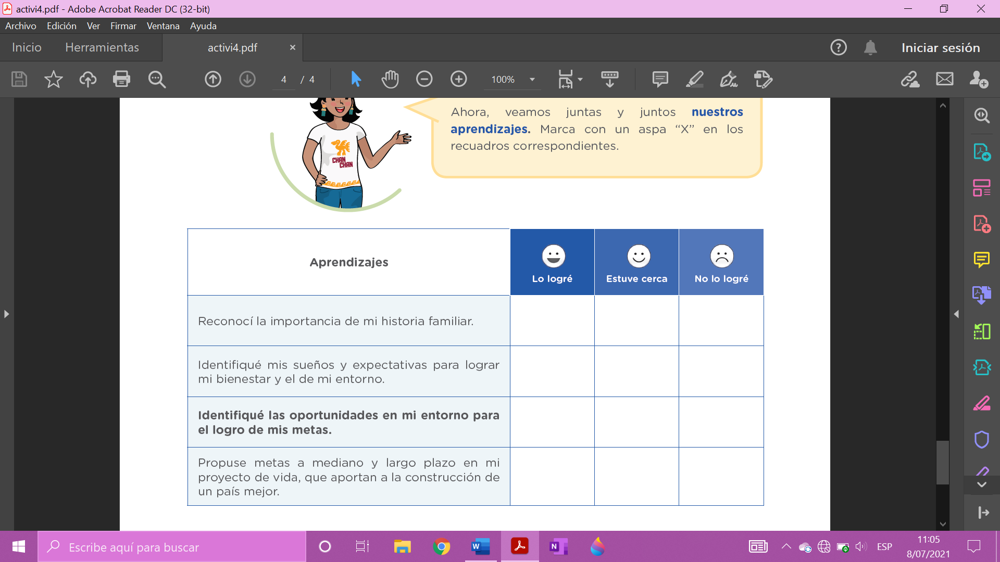 activi4.pdf - Adobe Acrobat Reader DC (32-bit)
Archivo Edición Ver Firmar Ventana Ayuda
Inicio Herramientas activi4.pdf × Iniciar sesión
4 / 4 100%
Ahora, veamos juntas y juntos nuestros
aprendizajes. Marca con un aspa “X” en los
recuadros correspondientes.
CHAN
CHAN
Aprendizajes
Lo logré Estuve cerca No lo logré
Reconocí la importancia de mi historia familiar.
Identifiqué mis sueños y expectativas para lograr
mi bienestar y el de mi entorno.
Identifiqué las oportunidades en mi entorno para
el logro de mis metas.
Propuse metas a mediano y largo plazo en mi
proyecto de vida, que aportan a la construcción de
un país mejor.
Escribe aquí para buscar
ESP
11:05
8/07/2021